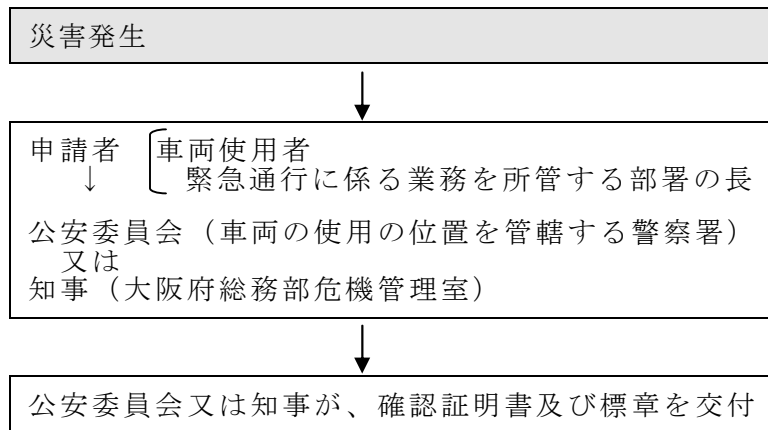 災害発生
申請者 車両使用者
↓ 緊急通行に係る業務を所管する部署の長
公安委員会（車両の使用の位置を管轄する警察署）
又は
知事（大阪府総務部危機管理室）
公安委員会又は知事が、確認証明書及び標章を交付